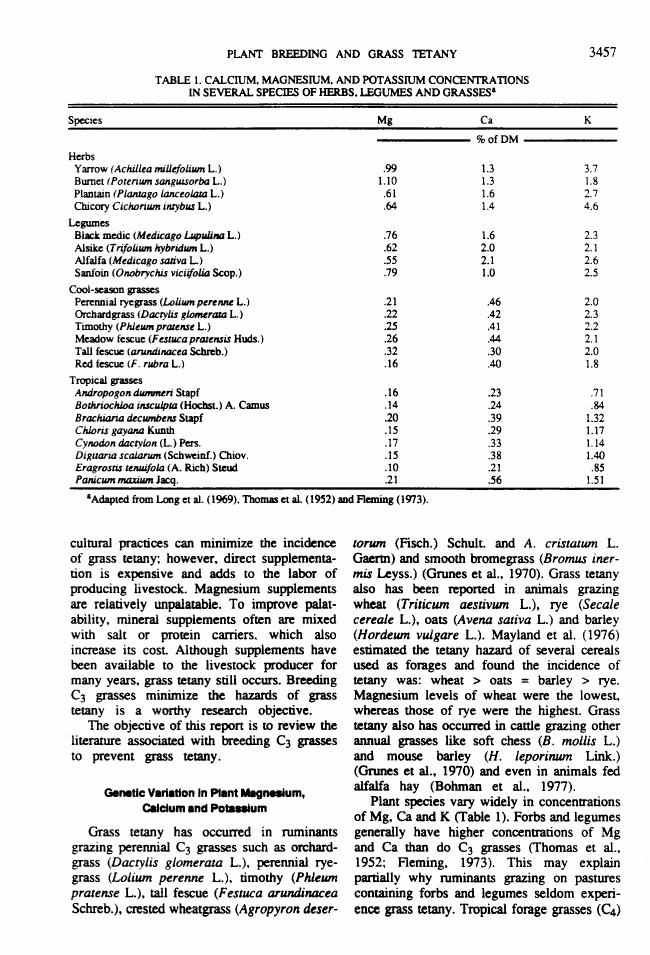 PLANT BREEDING AND GRASS TETANY 3457
TABLE 1. CALCIUM, MAGNESIUM, AND POTASSIUM CONCENTRATIONS
IN SEVERAL SPECIES OF HERBS, LEGUMES AND GRASSESa
Species Mg Ca K
% of DM
Herbs
Yarrow (Achillea millefolium L.) .99 1.3 3.7
Burnet (Poterium sanguisorba L.) 1.10 1.3 1.8
Plantain (Plantago lanceolata L.) .61 1.6 2.7
Chicory Cichorium intybus L.) .64 1.4 4.6
Legumes
Black medic (Medicago Lupulina L.) .76 1.6 2.3
Alsike (Trifolium hybridum L.) .62 2.0 2.1
Alfalfa (Medicago sativa L.) .55 2.1 2.6
Sanfoin (Onobrychis viciifolia Scop.) .79 1.0 2.5
Cool-season grasses
Perennial ryegrass (Lolium perenne L.) .21 .46 2.0
Orchardgrass (Dactylis glomerata L.) .22 .42 2.3
Timothy (Phleum pratense L.) .25 .41 2.2
Meadow fescue (Festuca pratensis Huds.) .26 .44 2.1
Tall fescue (arundinacea Schreb.) .32 .30 2.0
Red fescue (F. rubra L.) .16 .40 1.8
Tropical grasses
Andropogon dummeri Stapf .16 .23 .71
Bothriochloa insculpta (Hochst.) A. Camus .14 .24 .84
Brachiaria decumbens Stapf .20 .39 1.32
Chloris gayana Kunth .15 .29 1.17
Cynodon dactylon (L.) Pers. .17 .33 1.14
Digitaria scalarum (Schweinf.) Chiov. .15 .38 1.40
Eragrostis tenuifola (A. Rich) Steud .10 .21 .85
Panicum maxium Jacq. .21 .56 1.51
aAdapted from Long et al. (1969), Thomas et al. (1952) and Fleming (1973).
cultural practices can minimize the incidence
of grass tetany; however, direct supplementa-
tion is expensive and adds to the labor of
producing livestock. Magnesium supplements
are relatively unpalatable. To improve palat-
ability, mineral supplements often are mixed
with salt or protein carriers, which also
increase its cost. Although supplements have
been available to the livestock producer for
many years, grass tetany still occurs. Breeding
C3 grasses minimize the hazards of grass
tetany is a worthy research objective.
The objective of this report is to review the
literature associated with breeding C3 grasses
to prevent grass tetany.
Genetic Variation in Plant Magnesium,
Calcium and Potassium
Grass tetany has occurred in ruminants
grazing perennial C3 grasses such as orchard-
grass (Dactylis glomerata L.), perennial rye-
grass (Lolium perenne L.), timothy (Phleum
pratense L.), tall fescue (Festuca arundinacea
Schreb.), crested wheatgrass (Agropyron deser-
torum (Fisch.) Schult. and A. cristatum L.
Gaertn) and smooth bromegrass (Bromus iner-
mis Leyss.) (Grunes et al., 1970). Grass tetany
also has been reported in animals grazing
wheat (Triticum aestivum L.), rye (Secale
cereale L.), oats (Avena sativa L.) and barley
(Hordeum vulgare L.). Mayland et al. (1976)
estimated the tetany hazard of several cereals
used as forages and found the incidence of
tetany was: wheat > oats = barley > rye.
Magnesium levels of wheat were the lowest,
whereas those of rye were the highest. Grass
tetany also has occurred in cattle grazing other
annual grasses like soft chess (B. mollis L.)
and mouse barley (H. leporinum Link.)
(Grunes et al., 1970) and even in animals fed
alfalfa hay (Bohman et al., 1977).
Plant species vary widely in concentrations
of Mg, Ca and K (Table 1). Forbs and legumes
generally have higher concentrations of Mg
and Ca than do C3 grasses (Thomas et al.,
1952; Fleming, 1973). This may explain
partially why ruminants grazing on pastures
containing forbs and legumes seldom experi-
ence grass tetany. Tropical forage grasses (C4)